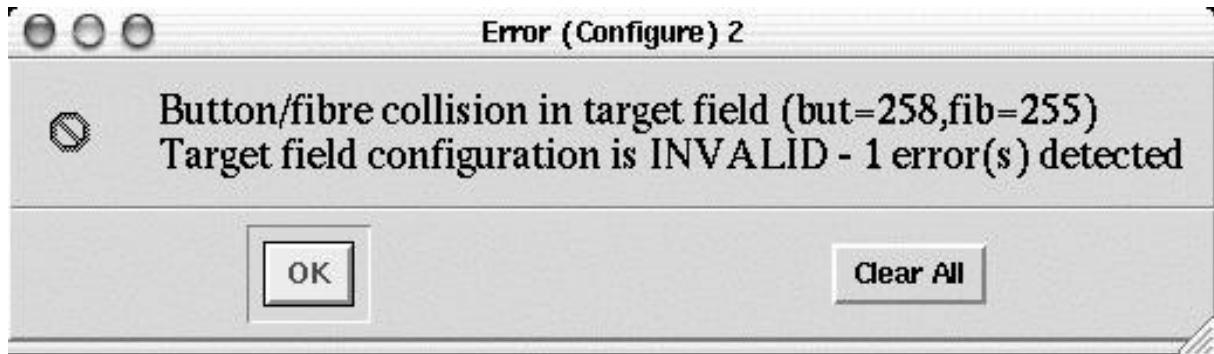 Error (Configure) 2
Button/fibre collision in target field (but=258,fib=255)
Target field configuration is INVALID - 1 error(s) detected
OK
Clear All